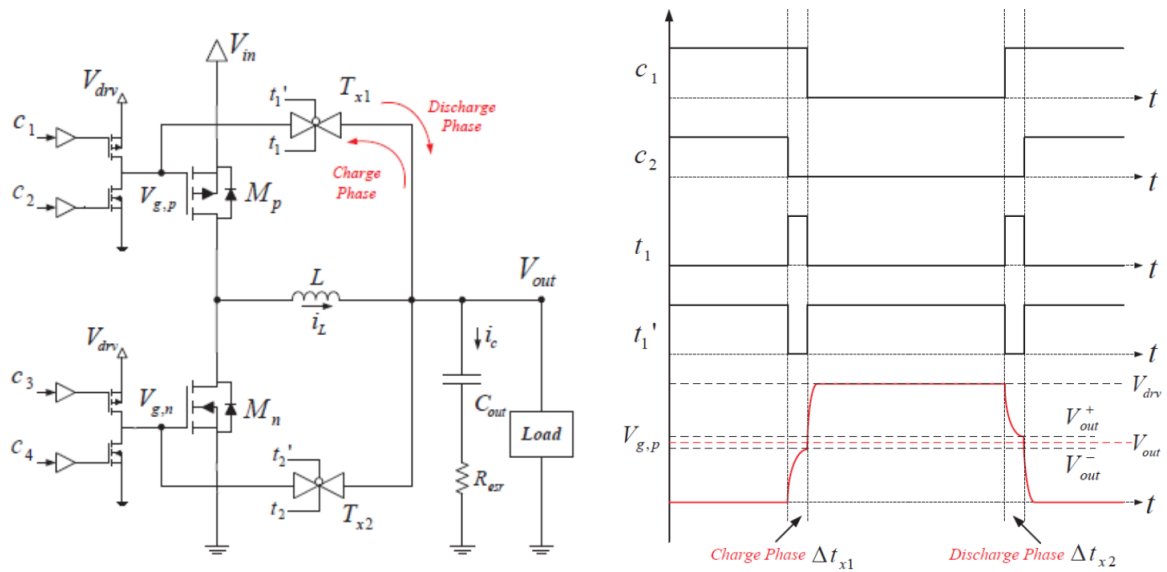 V_in
V_drv
t_1'
T_x1
Discharge
Phase
c_1
t_1
Charge
Phase
c_2
V_g,p
M_p
L
V_out
i_L
V_drv
i_c
c_3
V_g,n
M_n
C_out
Load
c_4
t_2'
R_esr
t_2
T_x2
c_1
t
c_2
t
t_1
t
t_1'
t
V_drv
V_out^+
V_g,p
V_out
V_out^-
t
Charge Phase Δt_x1
Discharge Phase Δt_x2